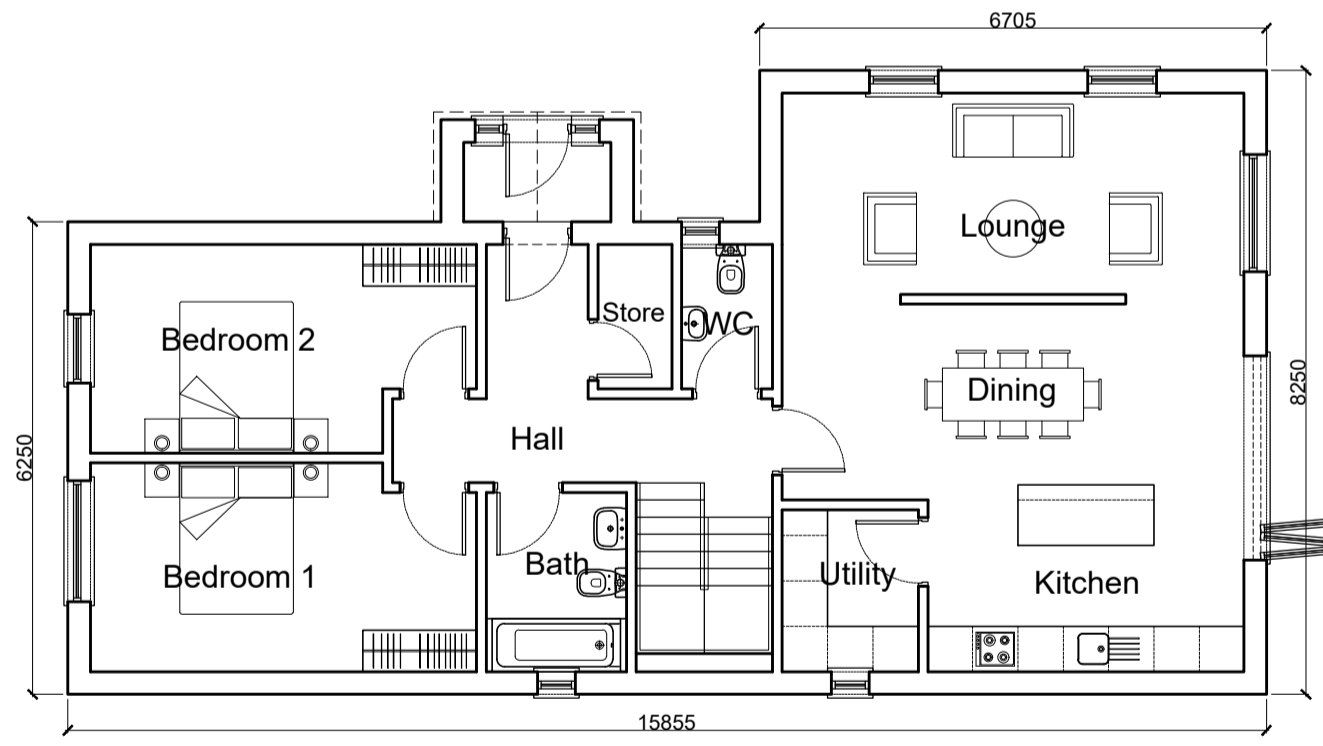 6705
Lounge
Store
WC
Bedroom 2
Dining
8250
Hall
6250
Bath
Utility
Bedroom 1
Kitchen
15855